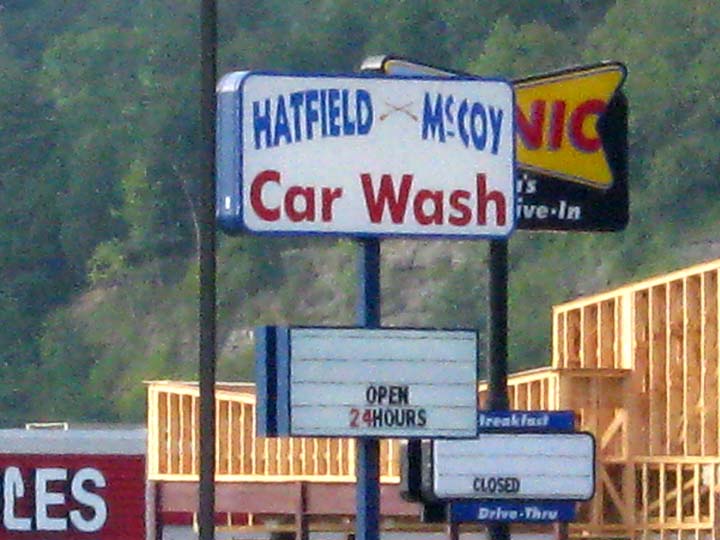 HATFIELD McCOY
Car Wash
NIC
's
ive-In
OPEN
24HOURS
Breakfast
CLOSED
Drive-Thru
LES